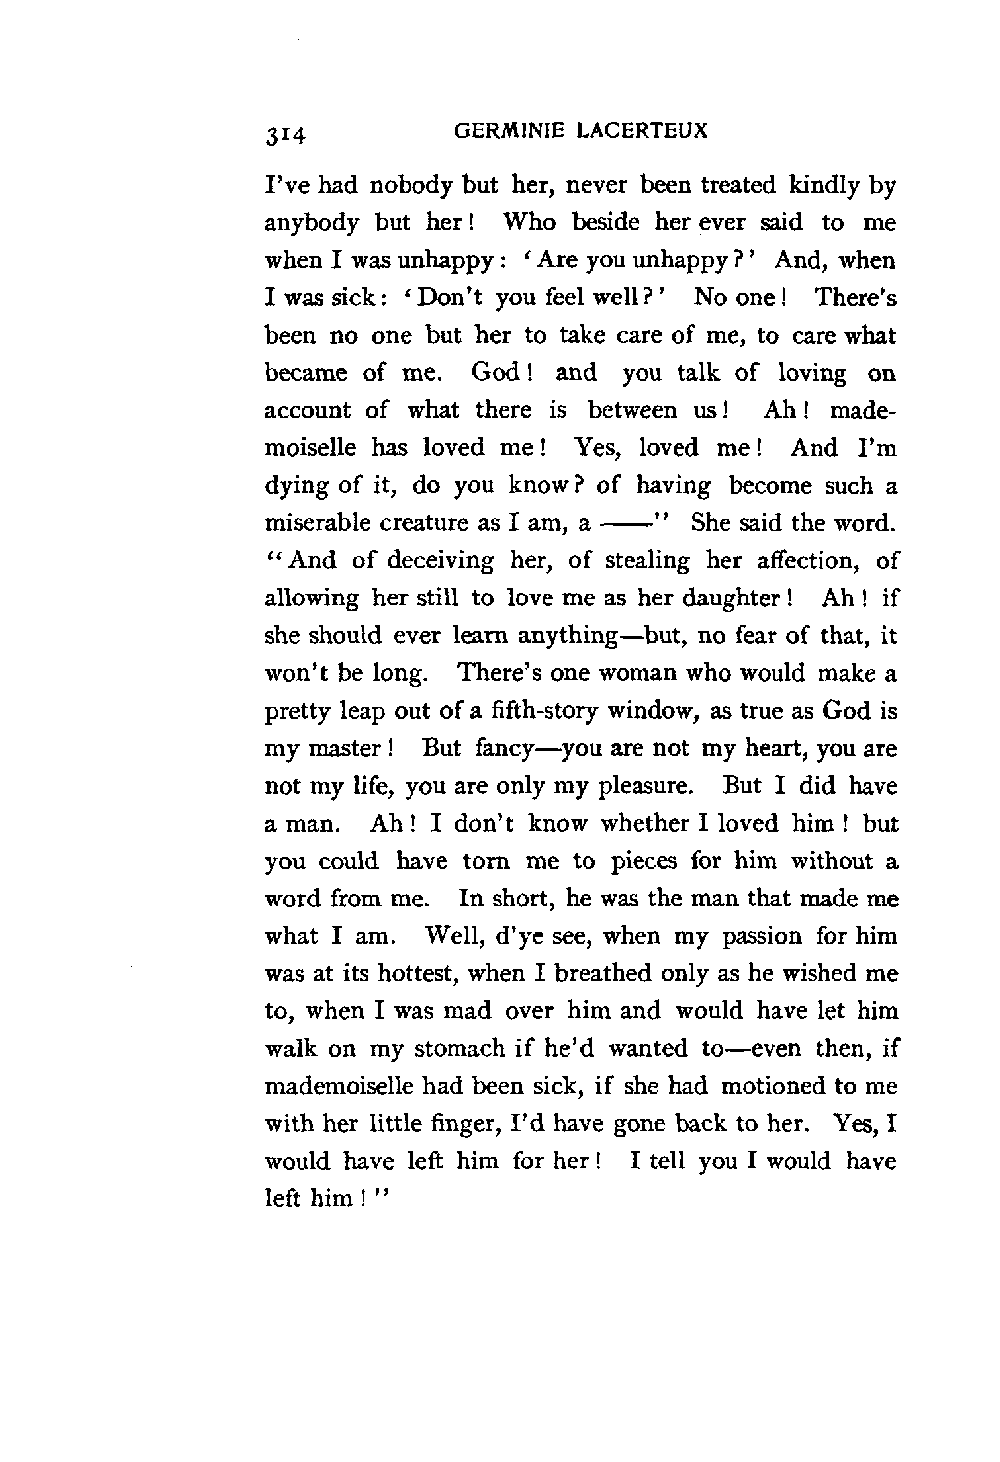 314 GERMINIE LACERTEUX
I've had nobody but her, never been treated kindly by
anybody but her! Who beside her ever said to me
when I was unhappy: 'Are you unhappy?' And, when
I was sick: 'Don't you feel well?' No one! There's
been no one but her to take care of me, to care what
became of me. God! and you talk of loving on
account of what there is between us! Ah! made-
moiselle has loved me! Yes, loved me! And I'm
dying of it, do you know? of having become such a
miserable creature as I am, a ——" She said the word.
"And of deceiving her, of stealing her affection, of
allowing her still to love me as her daughter! Ah! if
she should ever learn anything—but, no fear of that, it
won't be long. There's one woman who would make a
pretty leap out of a fifth-story window, as true as God is
my master! But fancy—you are not my heart, you are
not my life, you are only my pleasure. But I did have
a man. Ah! I don't know whether I loved him! but
you could have torn me to pieces for him without a
word from me. In short, he was the man that made me
what I am. Well, d'ye see, when my passion for him
was at its hottest, when I breathed only as he wished me
to, when I was mad over him and would have let him
walk on my stomach if he'd wanted to—even then, if
mademoiselle had been sick, if she had motioned to me
with her little finger, I'd have gone back to her. Yes, I
would have left him for her! I tell you I would have
left him!"